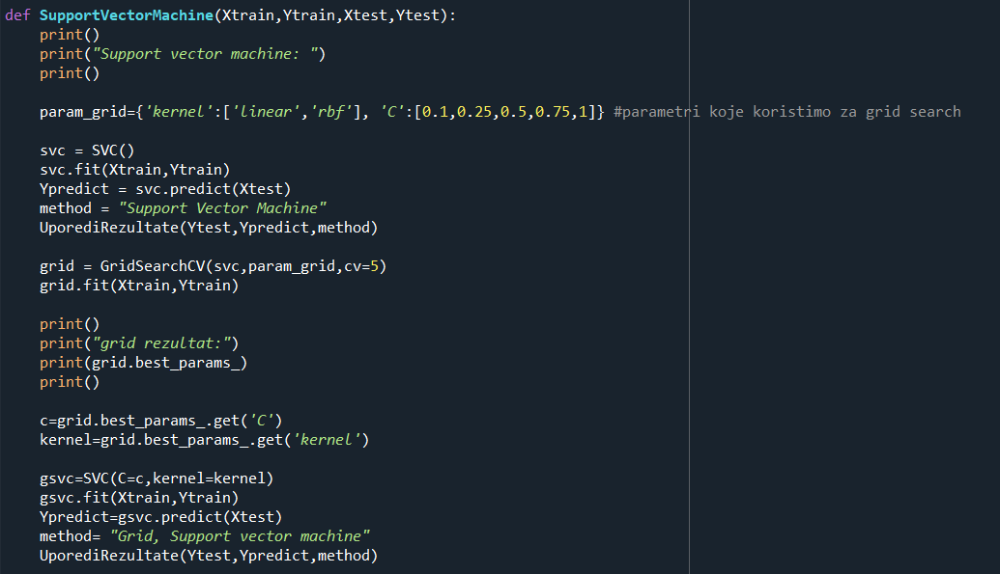 def SupportVectorMachine(Xtrain,Ytrain,Xtest,Ytest):
    print()
    print("Support vector machine: ")
    print()
    param_grid={'kernel':['linear','rbf'], 'C':[0.1,0.25,0.5,0.75,1]} #parametri koje koristimo za grid search
    svc = SVC()
    svc.fit(Xtrain,Ytrain)
    Ypredict = svc.predict(Xtest)
    method = "Support Vector Machine"
    UporediRezultate(Ytest,Ypredict,method)
    grid = GridSearchCV(svc,param_grid,cv=5)
    grid.fit(Xtrain,Ytrain)
    print()
    print("grid rezultat:")
    print(grid.best_params_)
    print()
    c=grid.best_params_.get('C')
    kernel=grid.best_params_.get('kernel')
    gsvc=SVC(C=c,kernel=kernel)
    gsvc.fit(Xtrain,Ytrain)
    Ypredict=gsvc.predict(Xtest)
    method= "Grid, Support vector machine"
    UporediRezultate(Ytest,Ypredict,method)